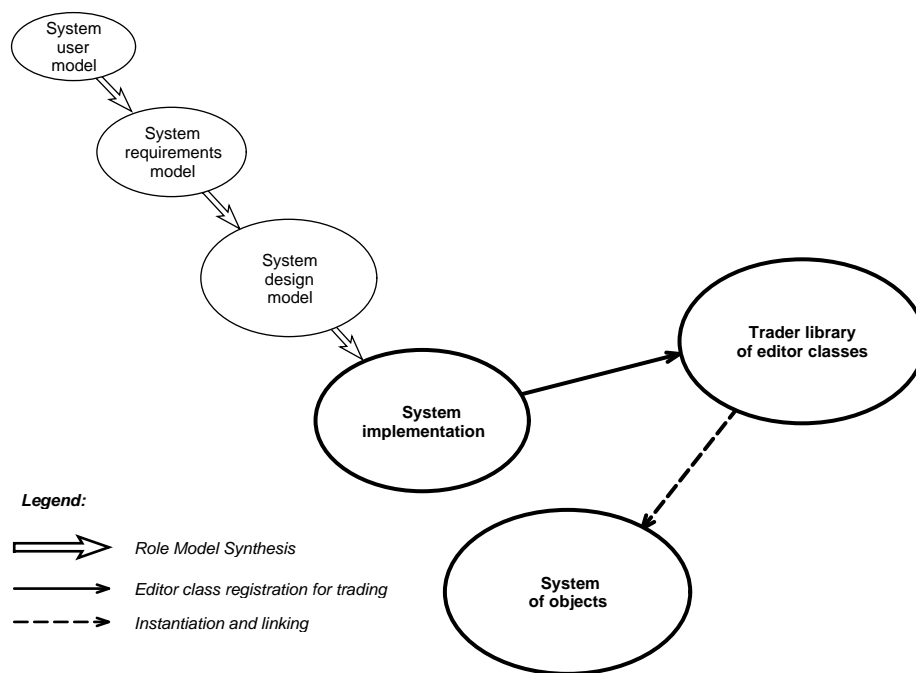 System
user
model
System
requirements
model
System
design
model
Trader library
of editor classes
System
implementation
Legend:
Role Model Synthesis
Editor class registration for trading
Instantiation and linking
System
of objects